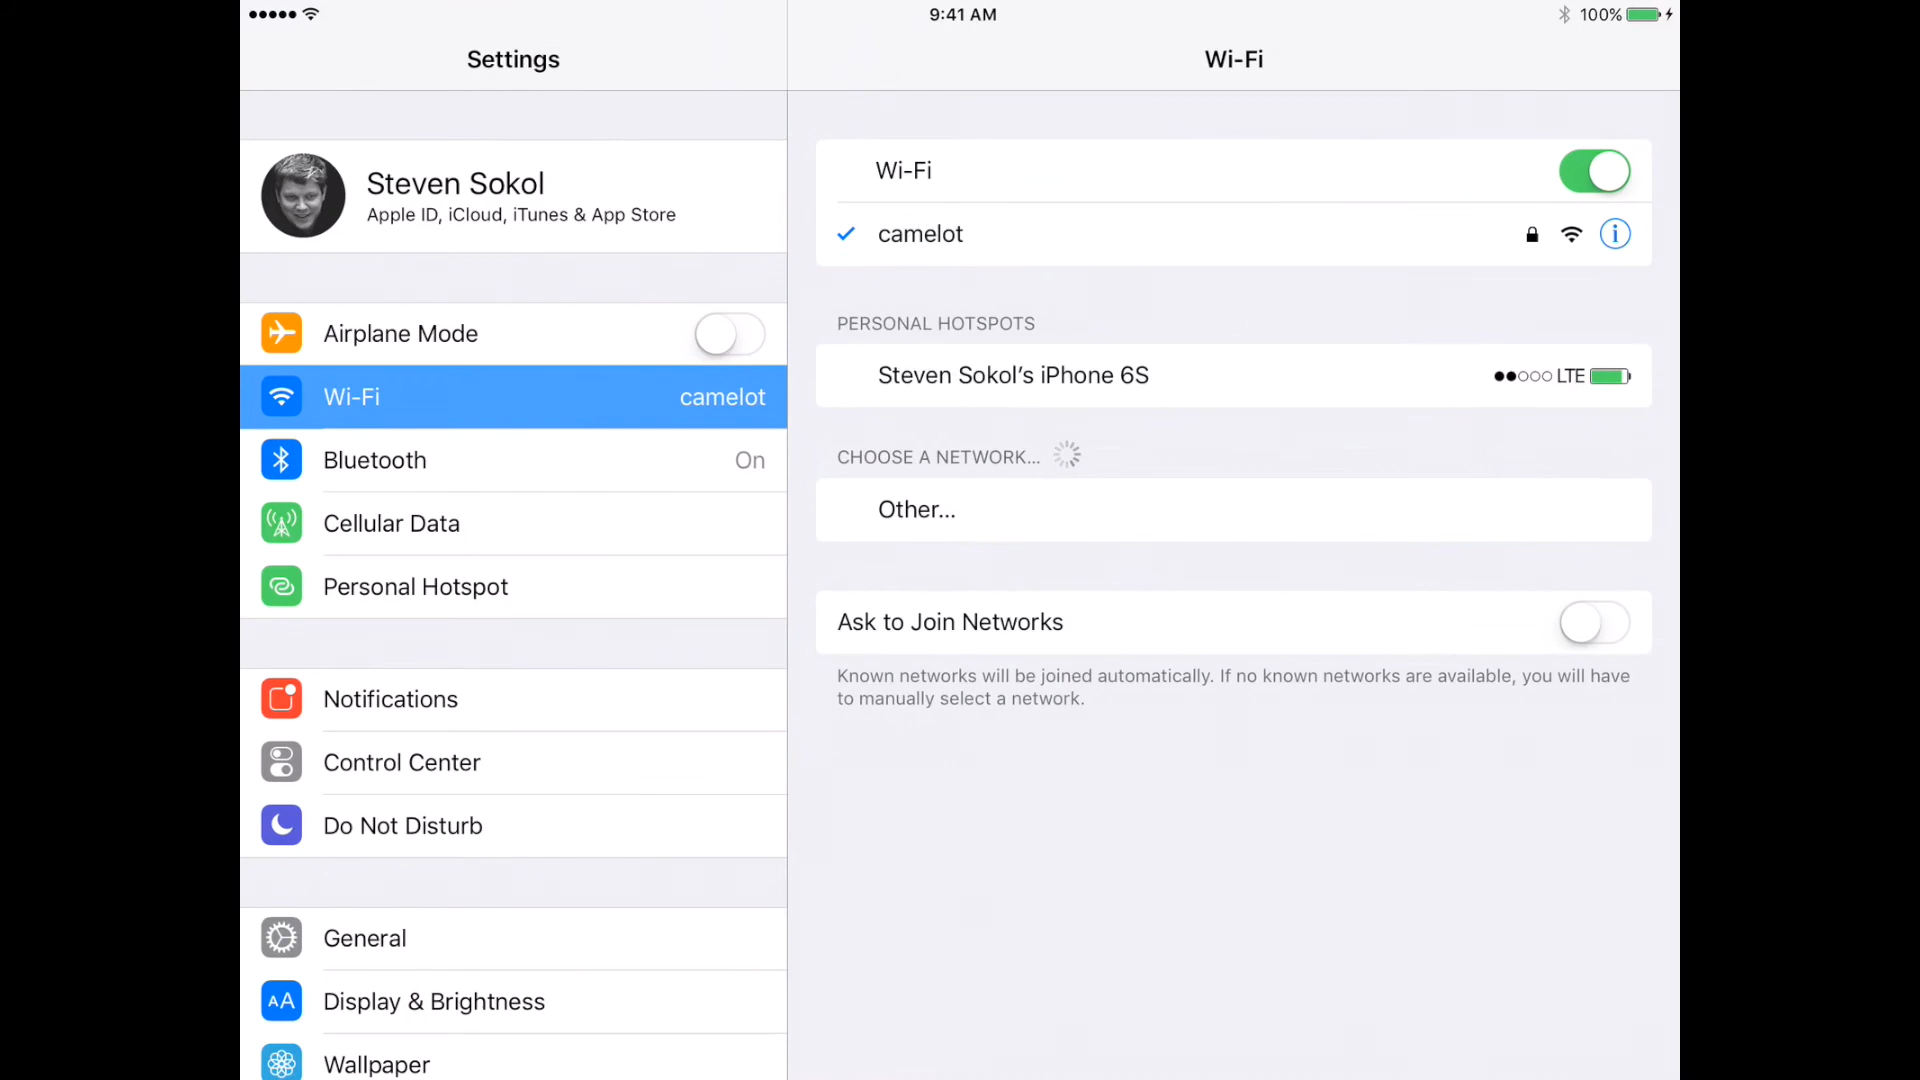 9:41 AM
100%
Settings
Wi-Fi
Steven Sokol
Apple ID, iCloud, iTunes & App Store
Airplane Mode
Wi-Fi
camelot
Bluetooth
On
Cellular Data
Personal Hotspot
Notifications
Control Center
Do Not Disturb
General
AA
Display & Brightness
Wallpaper
Wi-Fi
camelot
PERSONAL HOTSPOTS
Steven Sokol’s iPhone 6S
LTE
CHOOSE A NETWORK...
Other...
Ask to Join Networks
Known networks will be joined automatically. If no known networks are available, you will have
to manually select a network.